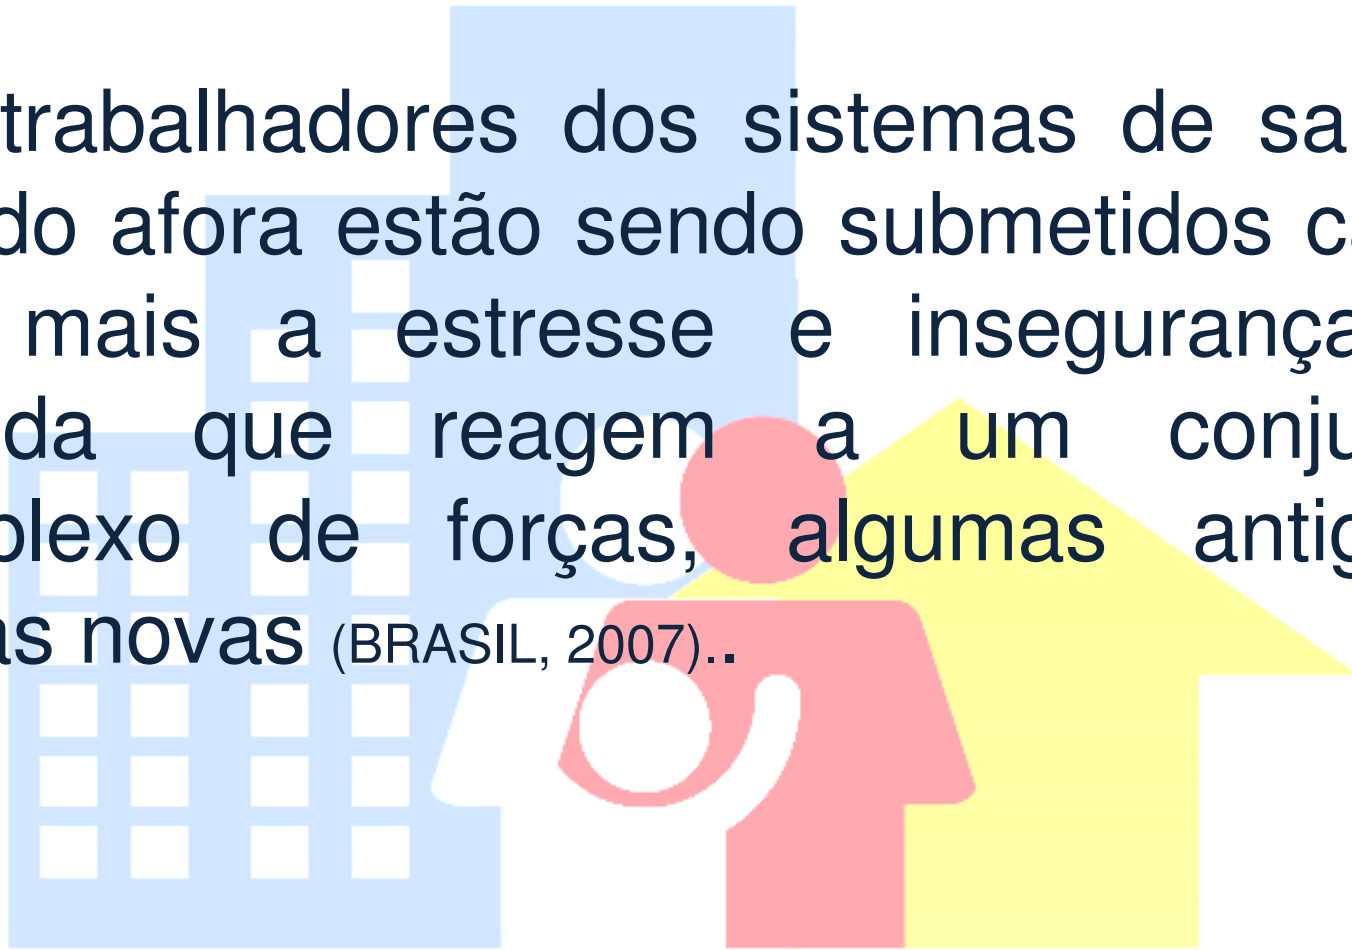 trabalhadores dos sistemas de sa
do afora estão sendo submetidos ca
mais a estresse e insegurança
da que reagem a um conju
plexo de forças, algumas antig
as novas (BRASIL, 2007)..